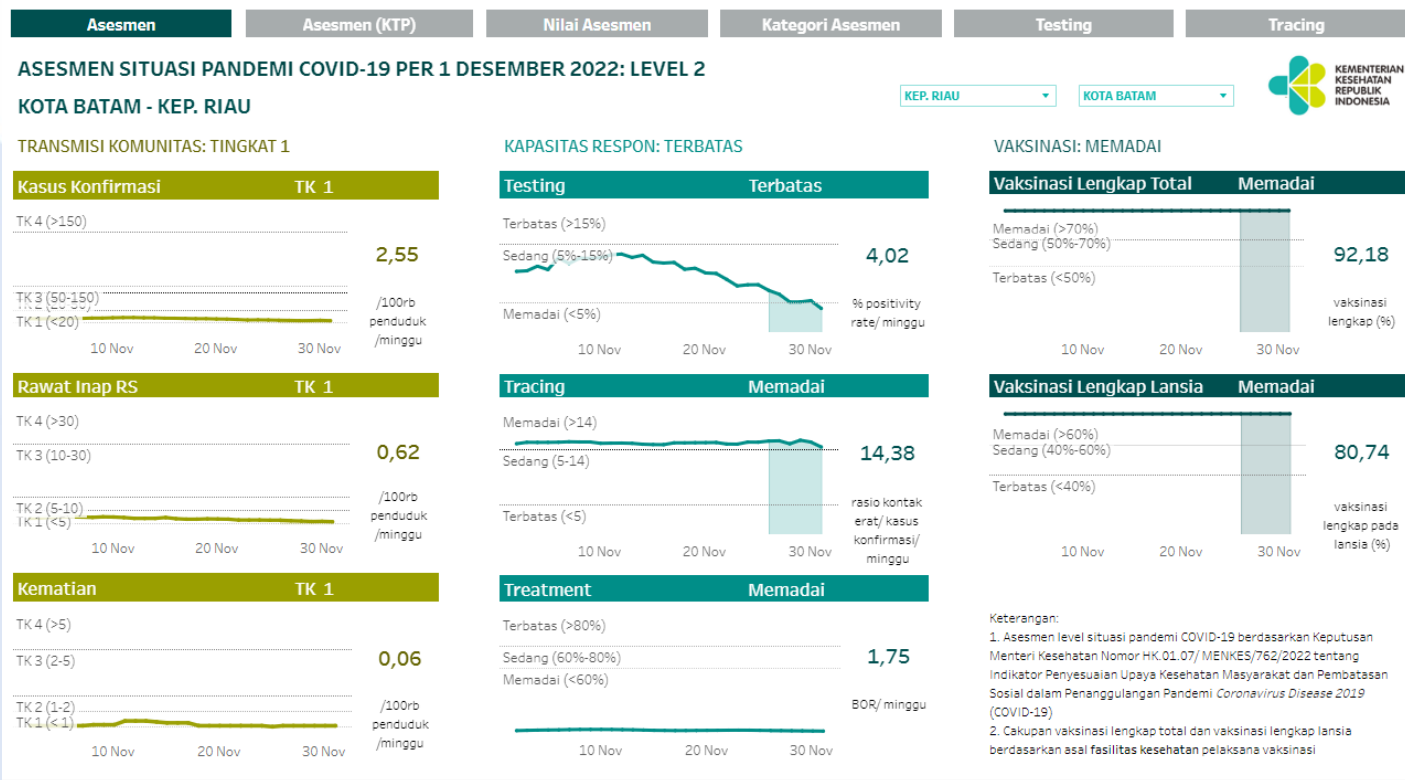 Asesmen
Asesmen (KTP)
Nilai Asesmen
Kategori Asesmen
Testing
Tracing
ASESMEN SITUASI PANDEMI COVID-19 PER 1 DESEMBER 2022: LEVEL 2
KOTA BATAM - KEP. RIAU
KEP. RIAU
KOTA BATAM
KEMENTERIAN
KESEHATAN
REPUBLIK
INDONESIA
TRANSMISI KOMUNITAS: TINGKAT 1
Kasus Konfirmasi TK 1
TK 4 (>150)
TK 3 (50-150)
TK 1 (<20)
2,55
/100rb
penduduk
/minggu
10 Nov 20 Nov 30 Nov
Rawat Inap RS TK 1
TK 4 (>30)
TK 3 (10-30)
TK 2 (5-10)
TK 1 (<5)
0,62
/100rb
penduduk
/minggu
10 Nov 20 Nov 30 Nov
Kematian TK 1
TK 4 (>5)
TK 3 (2-5)
TK 2 (1-2)
TK 1 (<1)
0,06
/100rb
penduduk
/minggu
10 Nov 20 Nov 30 Nov
KAPASITAS RESPON: TERBATAS
Testing Terbatas
Terbatas (>15%)
Sedang (5%-15%)
Memadai (<5%)
4,02
% positivity
rate/ minggu
10 Nov 20 Nov 30 Nov
Tracing Memadai
Memadai (>14)
Sedang (5-14)
Terbatas (<5)
14,38
rasio kontak
erat/ kasus
konfirmasi/
minggu
10 Nov 20 Nov 30 Nov
Treatment Memadai
Terbatas (>80%)
Sedang (60%-80%)
Memadai (<60%)
1,75
BOR/ minggu
10 Nov 20 Nov 30 Nov
VAKSINASI: MEMADAI
Vaksinasi Lengkap Total Memadai
Memadai (>70%)
Sedang (50%-70%)
Terbatas (<50%)
92,18
vaksinasi
lengkap (%)
10 Nov 20 Nov 30 Nov
Vaksinasi Lengkap Lansia Memadai
Memadai (>60%)
Sedang (40%-60%)
Terbatas (<40%)
80,74
vaksinasi
lengkap pada
lansia (%)
10 Nov 20 Nov 30 Nov
Keterangan:
1. Asesmen level situasi pandemi COVID-19 berdasarkan Keputusan
Menteri Kesehatan Nomor HK.01.07/ MENKES/762/2022 tentang
Indikator Penyesuaian Upaya Kesehatan Masyarakat dan Pembatasan
Sosial dalam Penanggulangan Pandemi Coronavirus Disease 2019
(COVID-19)
2. Cakupan vaksinasi lengkap total dan vaksinasi lengkap lansia
berdasarkan asal fasilitas kesehatan pelaksana vaksinasi